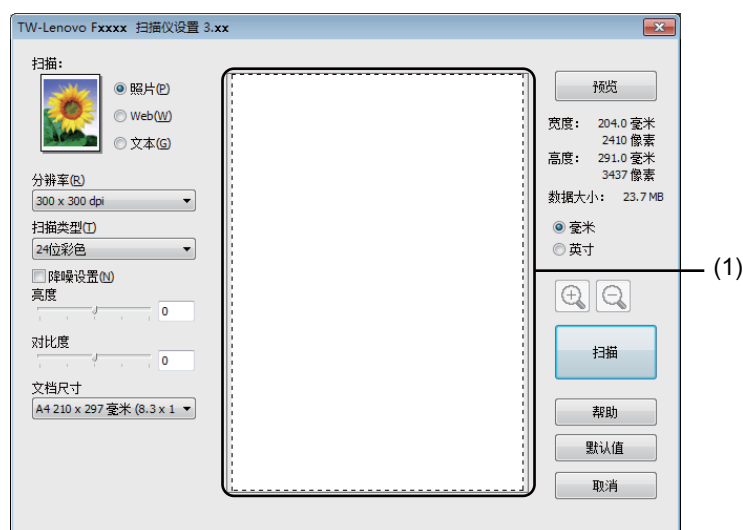 TW-Lenovo Fxxxx 扫描仪设置 3.xx
扫描：
照片(P)
Web(W)
文本(G)
分辨率(R)
300 x 300 dpi
扫描类型(T)
24位彩色
降噪设置(N)
亮度
0
对比度
0
文档尺寸
A4 210 x 297 毫米 (8.3 x 1
预览
宽度： 204.0 毫米
2410 像素
高度： 291.0 毫米
3437 像素
数据大小： 23.7 MB
毫米
英寸
扫描
帮助
默认值
取消
(1)